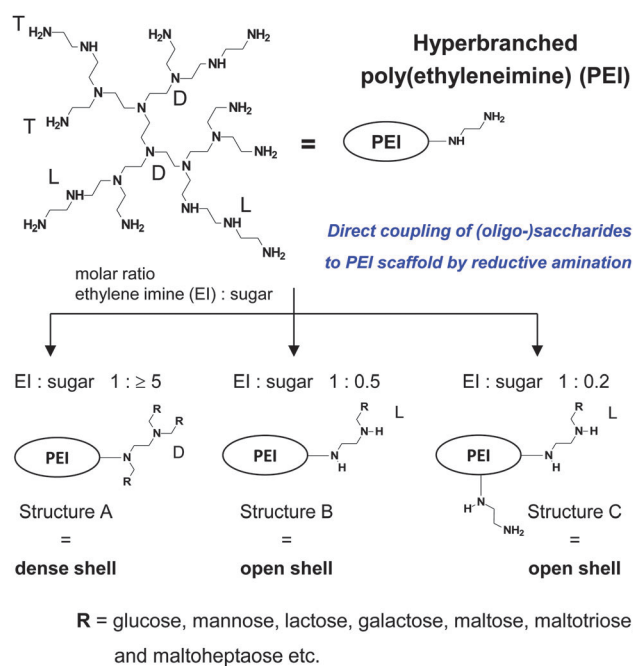 Hyperbranched
poly(ethyleneimine) (PEI)
T
H₂N
NH
H₂N
NH₂
N
NH
N
N
D
T
H₂N
NH₂
N
NH₂
=
PEI
NH
NH₂
N
D
L
NH
N
N
H₂N
NH₂
NH
NH
L
NH₂
Direct coupling of (oligo-)saccharides
to PEI scaffold by reductive amination
molar ratio
ethylene imine (EI) : sugar
EI : sugar 1 : ≥ 5
EI : sugar 1 : 0.5
EI : sugar 1 : 0.2
R
R
N
PEI
N
D
R
R
N-H
L
PEI
N
H
R
N-H
L
PEI
N
H
H-N
NH₂
Structure A
Structure B
Structure C
=
=
=
dense shell
open shell
open shell
R = glucose, mannose, lactose, galactose, maltose, maltotriose
and maltoheptaose etc.